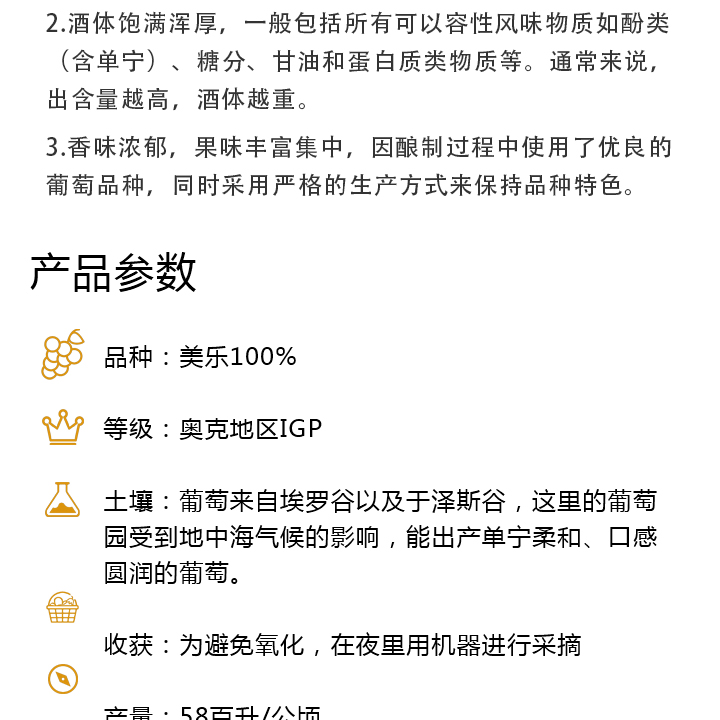 2.酒体饱满浑厚，一般包括所有可以容性风味物质如酚类
（含单宁）、糖分、甘油和蛋白质类物质等。通常来说，
出含量越高，酒体越重。
3.香味浓郁，果味丰富集中，因酿制过程中使用了优良的
葡萄品种，同时采用严格的生产方式来保持品种特色。
产品参数
品种：美乐100%
等级：奥克地区IGP
土壤：葡萄来自埃罗谷以及于泽斯谷，这里的葡萄
园受到地中海气候的影响，能出产单宁柔和、口感
圆润的葡萄。
收获：为避免氧化，在夜里用机器进行采摘
产量：58百升/公顷